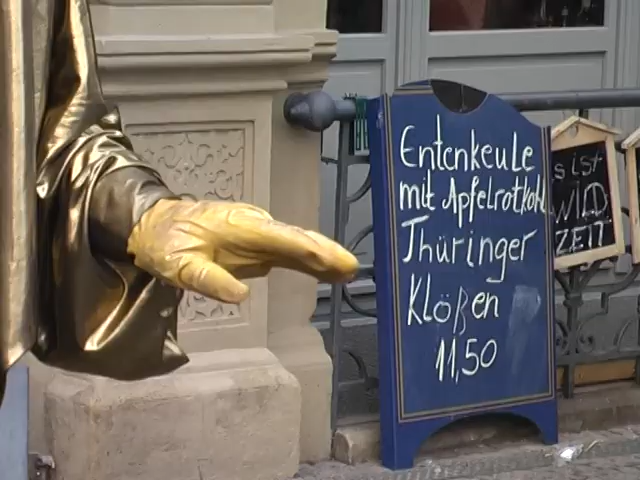 Entenkeule
mit Apfelrotkohl
Thüringer
Klößen
11,50
s ist
WILD
ZEIT